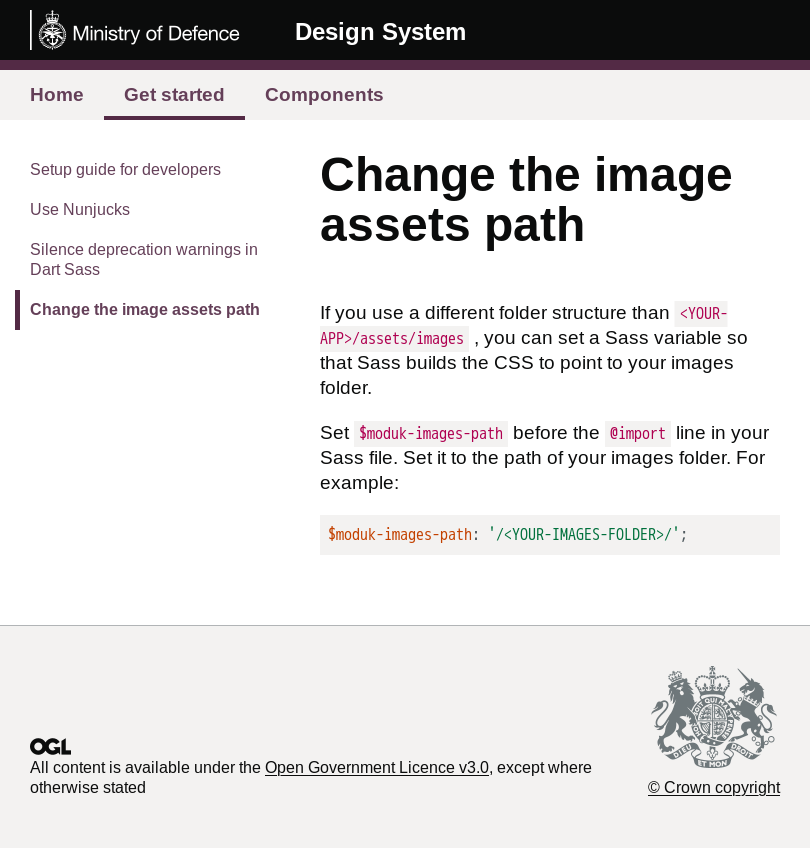 Ministry of Defence
Design System
Home
Get started
Components
Setup guide for developers
Use Nunjucks
Silence deprecation warnings in
Dart Sass
Change the image assets path
Change the image
assets path
If you use a different folder structure than <YOUR-
APP>/assets/images , you can set a Sass variable so
that Sass builds the CSS to point to your images
folder.
Set $moduk-images-path before the @import line in your
Sass file. Set it to the path of your images folder. For
example:
$moduk-images-path: '/<YOUR-IMAGES-FOLDER>/';
OGL
All content is available under the Open Government Licence v3.0, except where
otherwise stated
DIEU ET MON DROIT
© Crown copyright